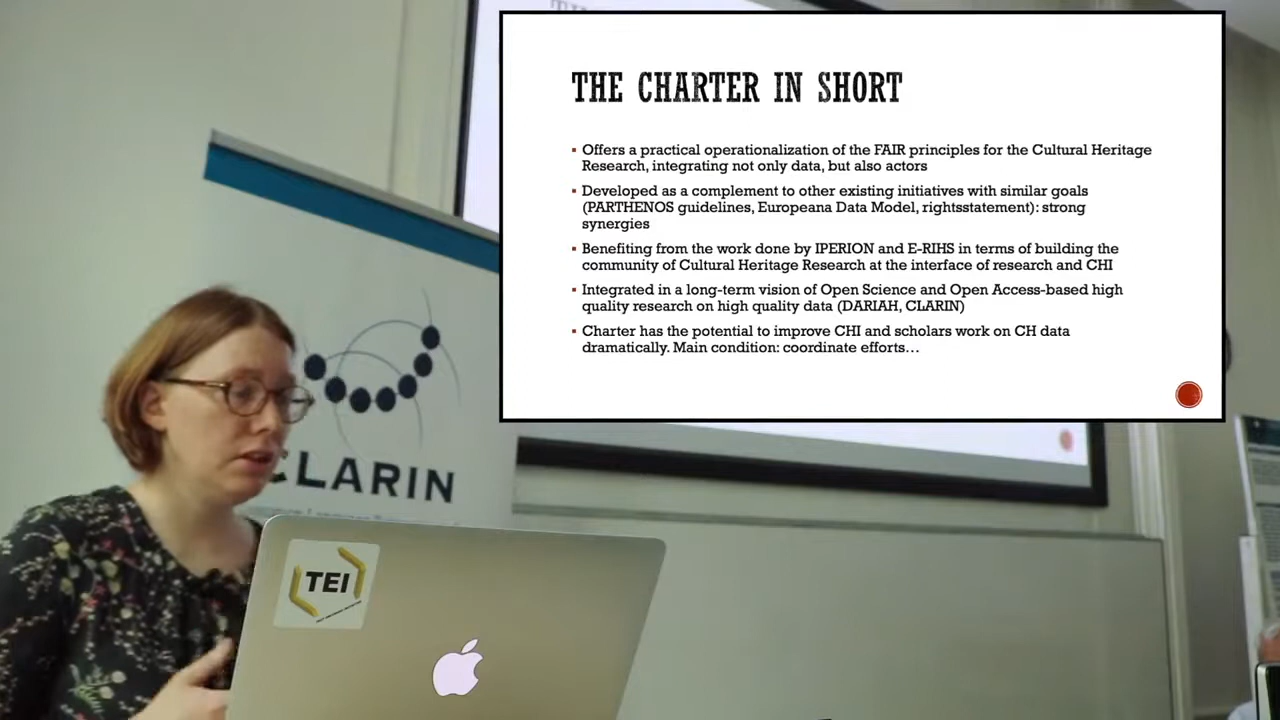 THE CHARTER IN SHORT
▪ Offers a practical operationalization of the FAIR principles for the Cultural Heritage
Research, integrating not only data, but also actors
▪ Developed as a complement to other existing initiatives with similar goals
(PARTHENOS guidelines, Europeana Data Model, rightsstatement): strong
synergies
▪ Benefiting from the work done by IPERION and E-RIHS in terms of building the
community of Cultural Heritage Research at the interface of research and CHI
▪ Integrated in a long-term vision of Open Science and Open Access-based high
quality research on high quality data (DARIAH, CLARIN)
▪ Charter has the potential to improve CHI and scholars work on CH data
dramatically. Main condition: coordinate efforts…
CLARIN
TEI